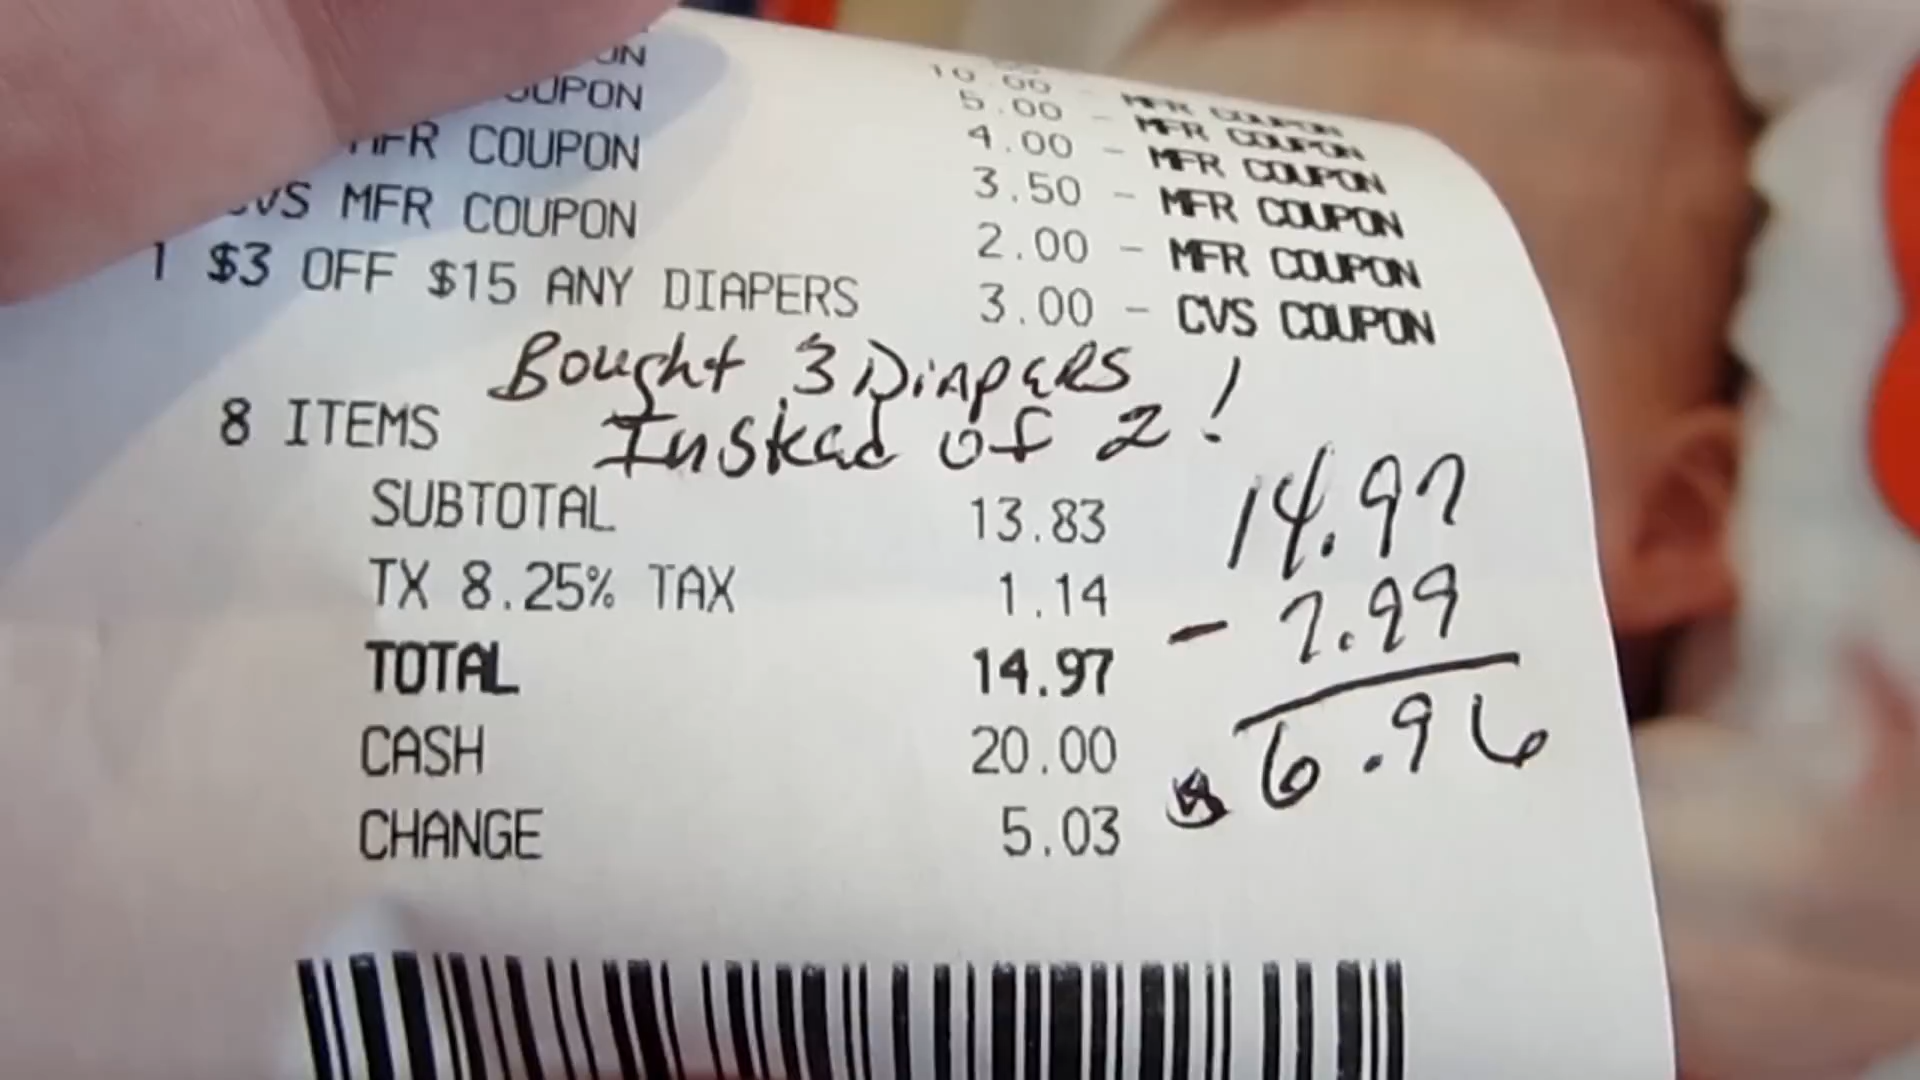 ON
COUPON 10.00 - MFR COUPON
MFR COUPON 5.00 - MFR COUPON
4.00 - MFR COUPON
3.50 - MFR COUPON
CVS MFR COUPON 2.00 - MFR COUPON
1 $3 OFF $15 ANY DIAPERS 3.00 - CVS COUPON
Bought 3 Diapers
Instead of 2!
8 ITEMS
SUBTOTAL 13.83
TX 8.25% TAX 1.14
TOTAL 14.97
CASH 20.00
CHANGE 5.03
14.97
- 7.99
6.96